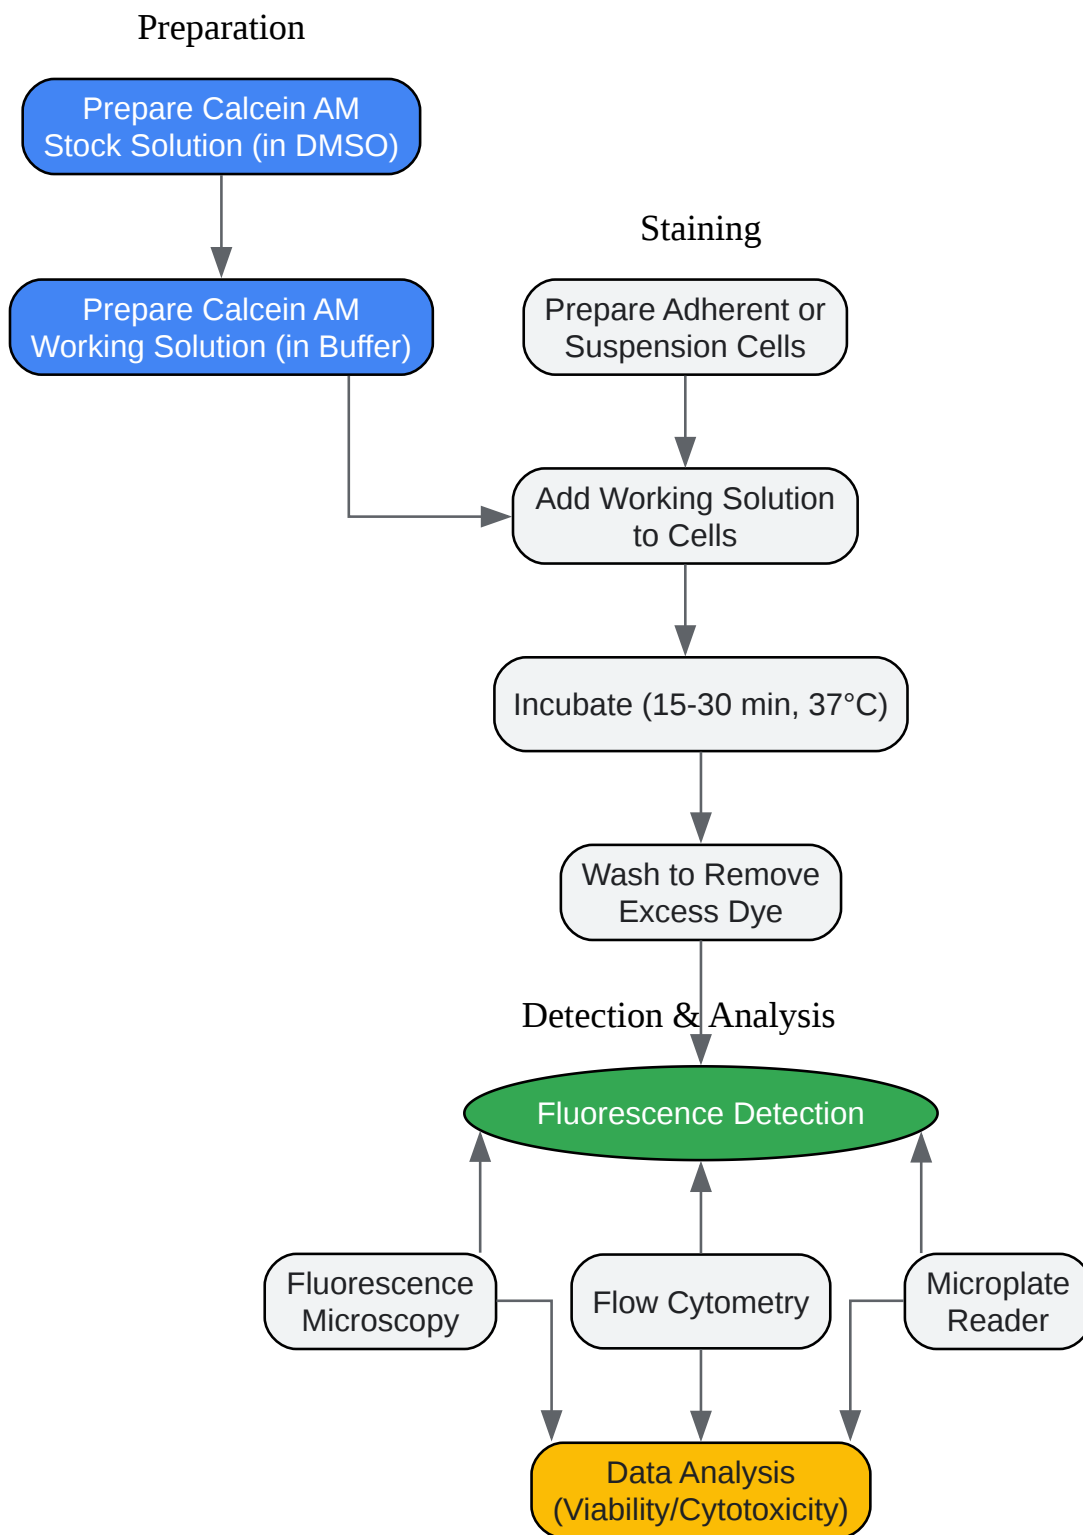 Preparation
Prepare Calcein AM
Stock Solution (in DMSO)
Staining
Prepare Calcein AM
Working Solution (in Buffer)
Prepare Adherent or
Suspension Cells
Add Working Solution
to Cells
Incubate (15-30 min, 37°C)
Wash to Remove
Excess Dye
Detection & Analysis
Fluorescence Detection
Fluorescence
Microscopy
Flow Cytometry
Microplate
Reader
Data Analysis
(Viability/Cytotoxicity)